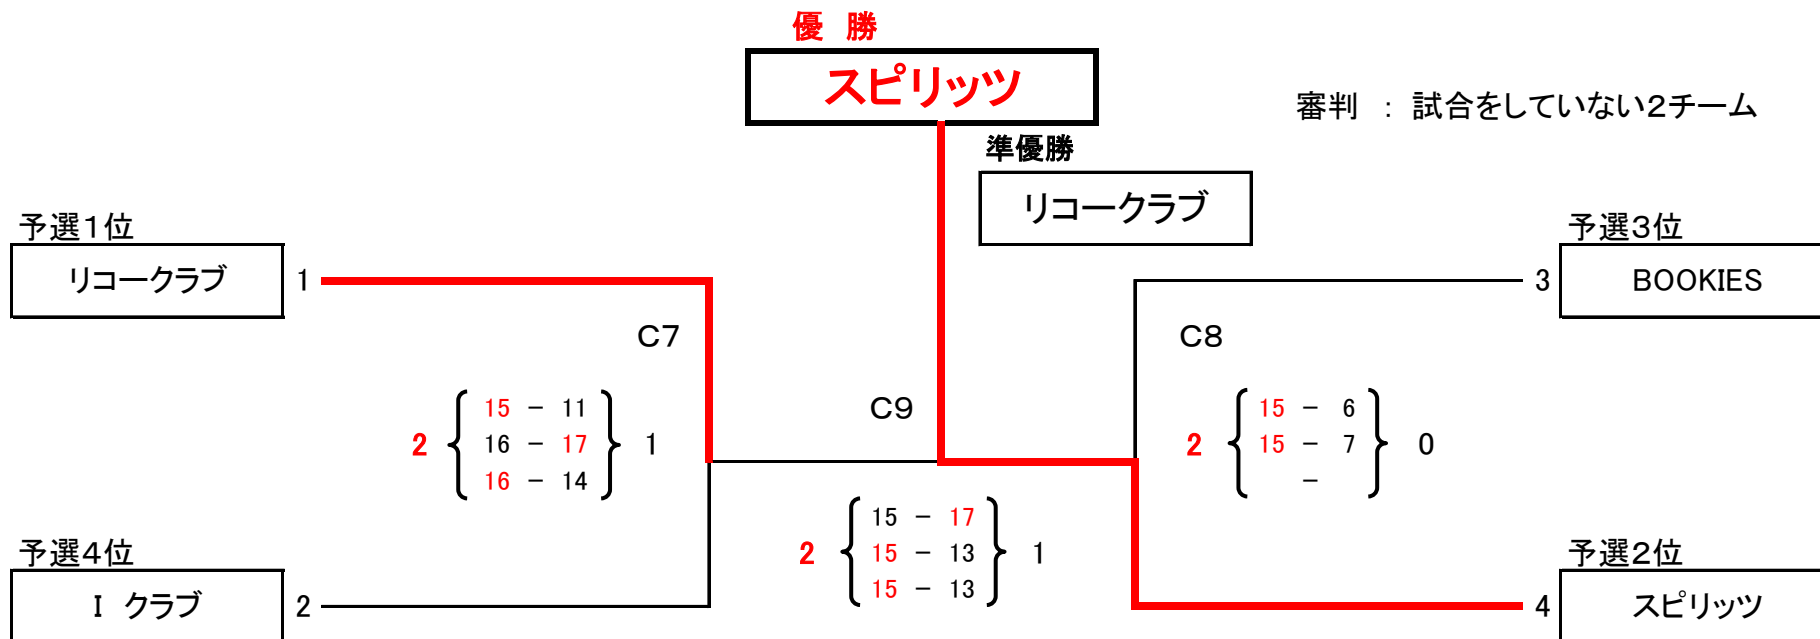 優 勝
スピリッツ
審判 : 試合をしていない2チーム
準優勝
リコークラブ
予選1位
リコークラブ 1
予選3位
3 BOOKIES
C7
C8
C9
2 { 15 - 11 } 1
16 - 17
16 - 14
2 { 15 - 6 } 0
15 - 7
-
2 { 15 - 17 } 1
15 - 13
15 - 13
予選4位
I クラブ 2
予選2位
4 スピリッツ